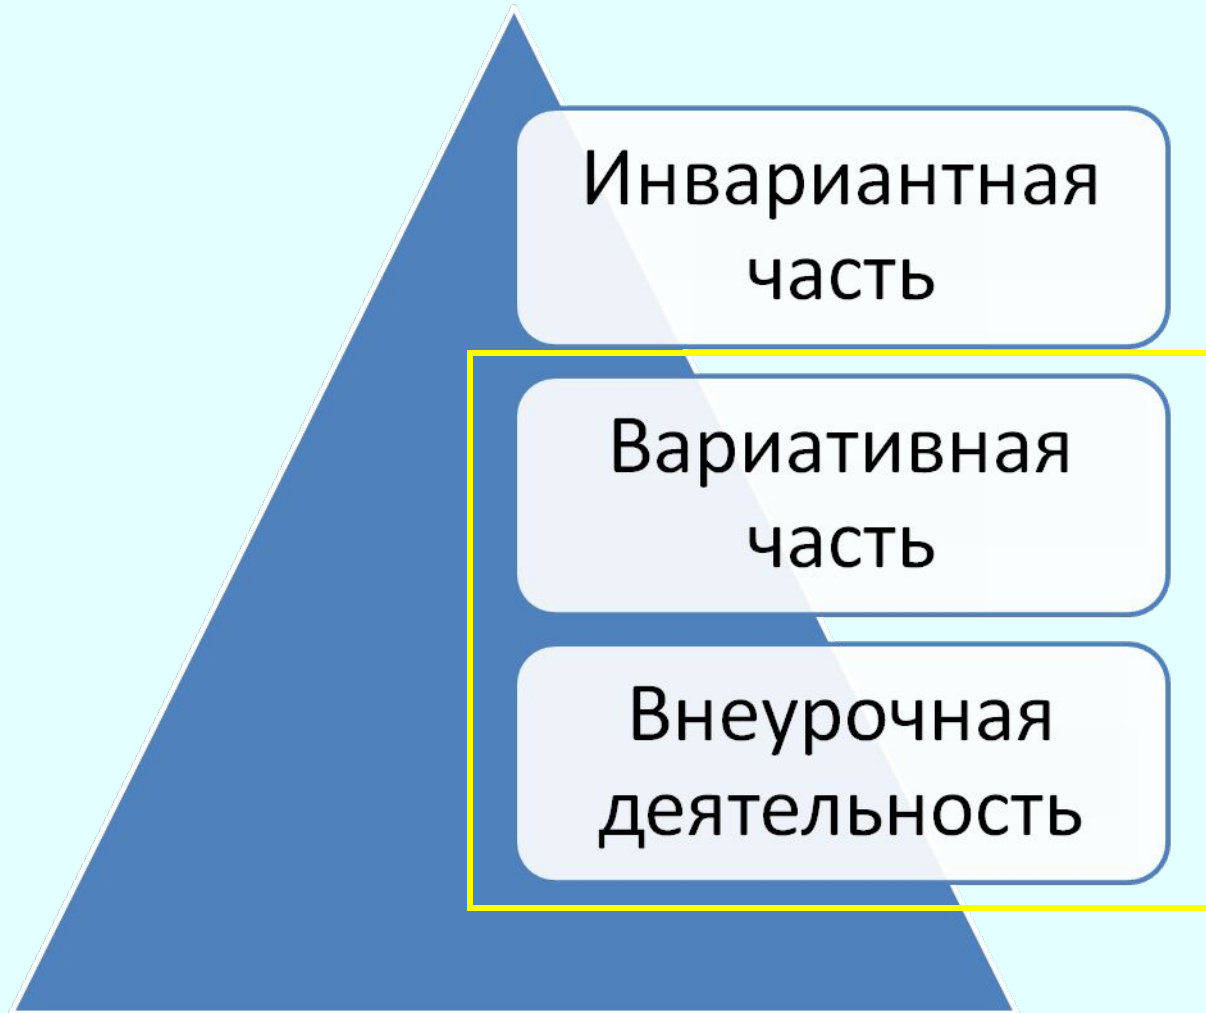 Инвариантная
часть
Вариативная
часть
Внеурочная
деятельность